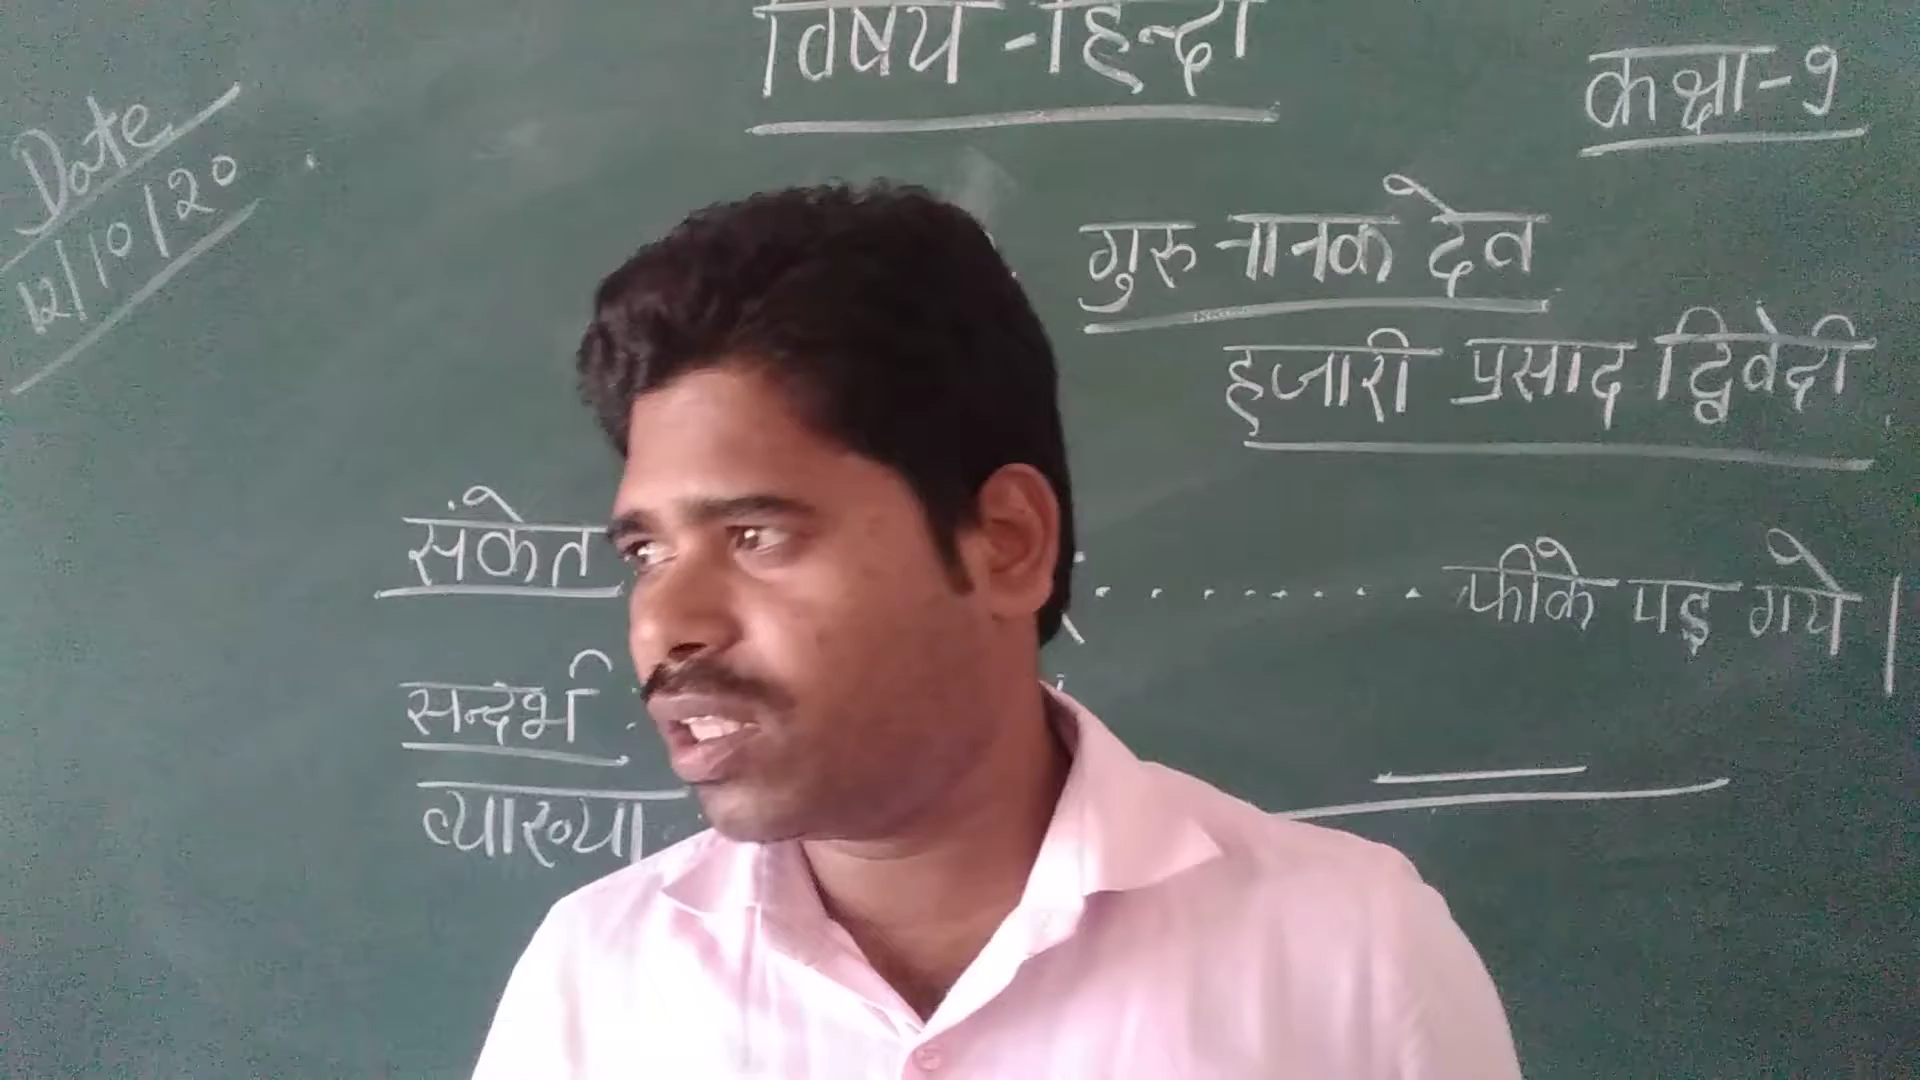 विषय - हिन्दी
कक्षा - 9
Date
12/10/20
गुरु नानक देव
हजारी प्रसाद द्विवेदी
संकेत ......... फीके पड़ गये।
सन्दर्भ :
व्याख्या